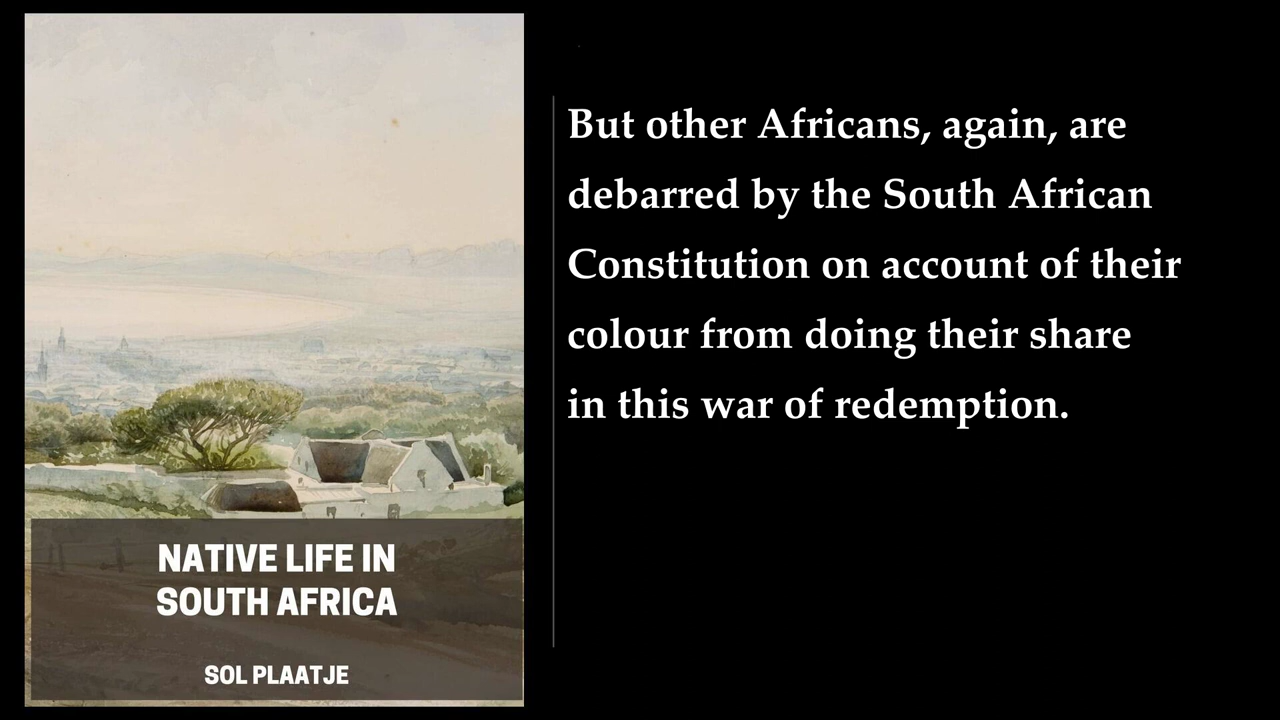 NATIVE LIFE IN
SOUTH AFRICA
SOL PLAATJE
But other Africans, again, are
debarred by the South African
Constitution on account of their
colour from doing their share
in this war of redemption.